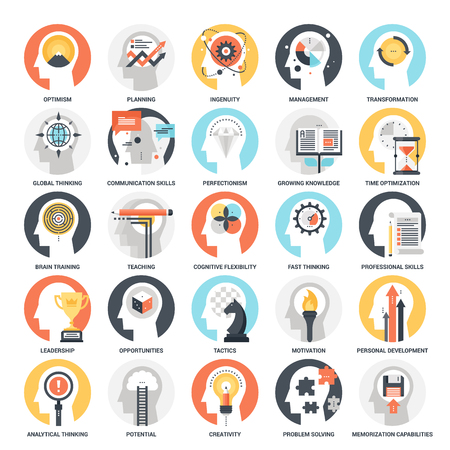 OPTIMISM PLANNING INGENUITY MANAGEMENT TRANSFORMATION
GLOBAL THINKING COMMUNICATION SKILLS PERFECTIONISM GROWING KNOWLEDGE TIME OPTIMIZATION
BRAIN TRAINING TEACHING COGNITIVE FLEXIBILITY FAST THINKING PROFESSIONAL SKILLS
LEADERSHIP OPPORTUNITIES TACTICS MOTIVATION PERSONAL DEVELOPMENT
!
ANALYTICAL THINKING POTENTIAL CREATIVITY PROBLEM SOLVING MEMORIZATION CAPABILITIES